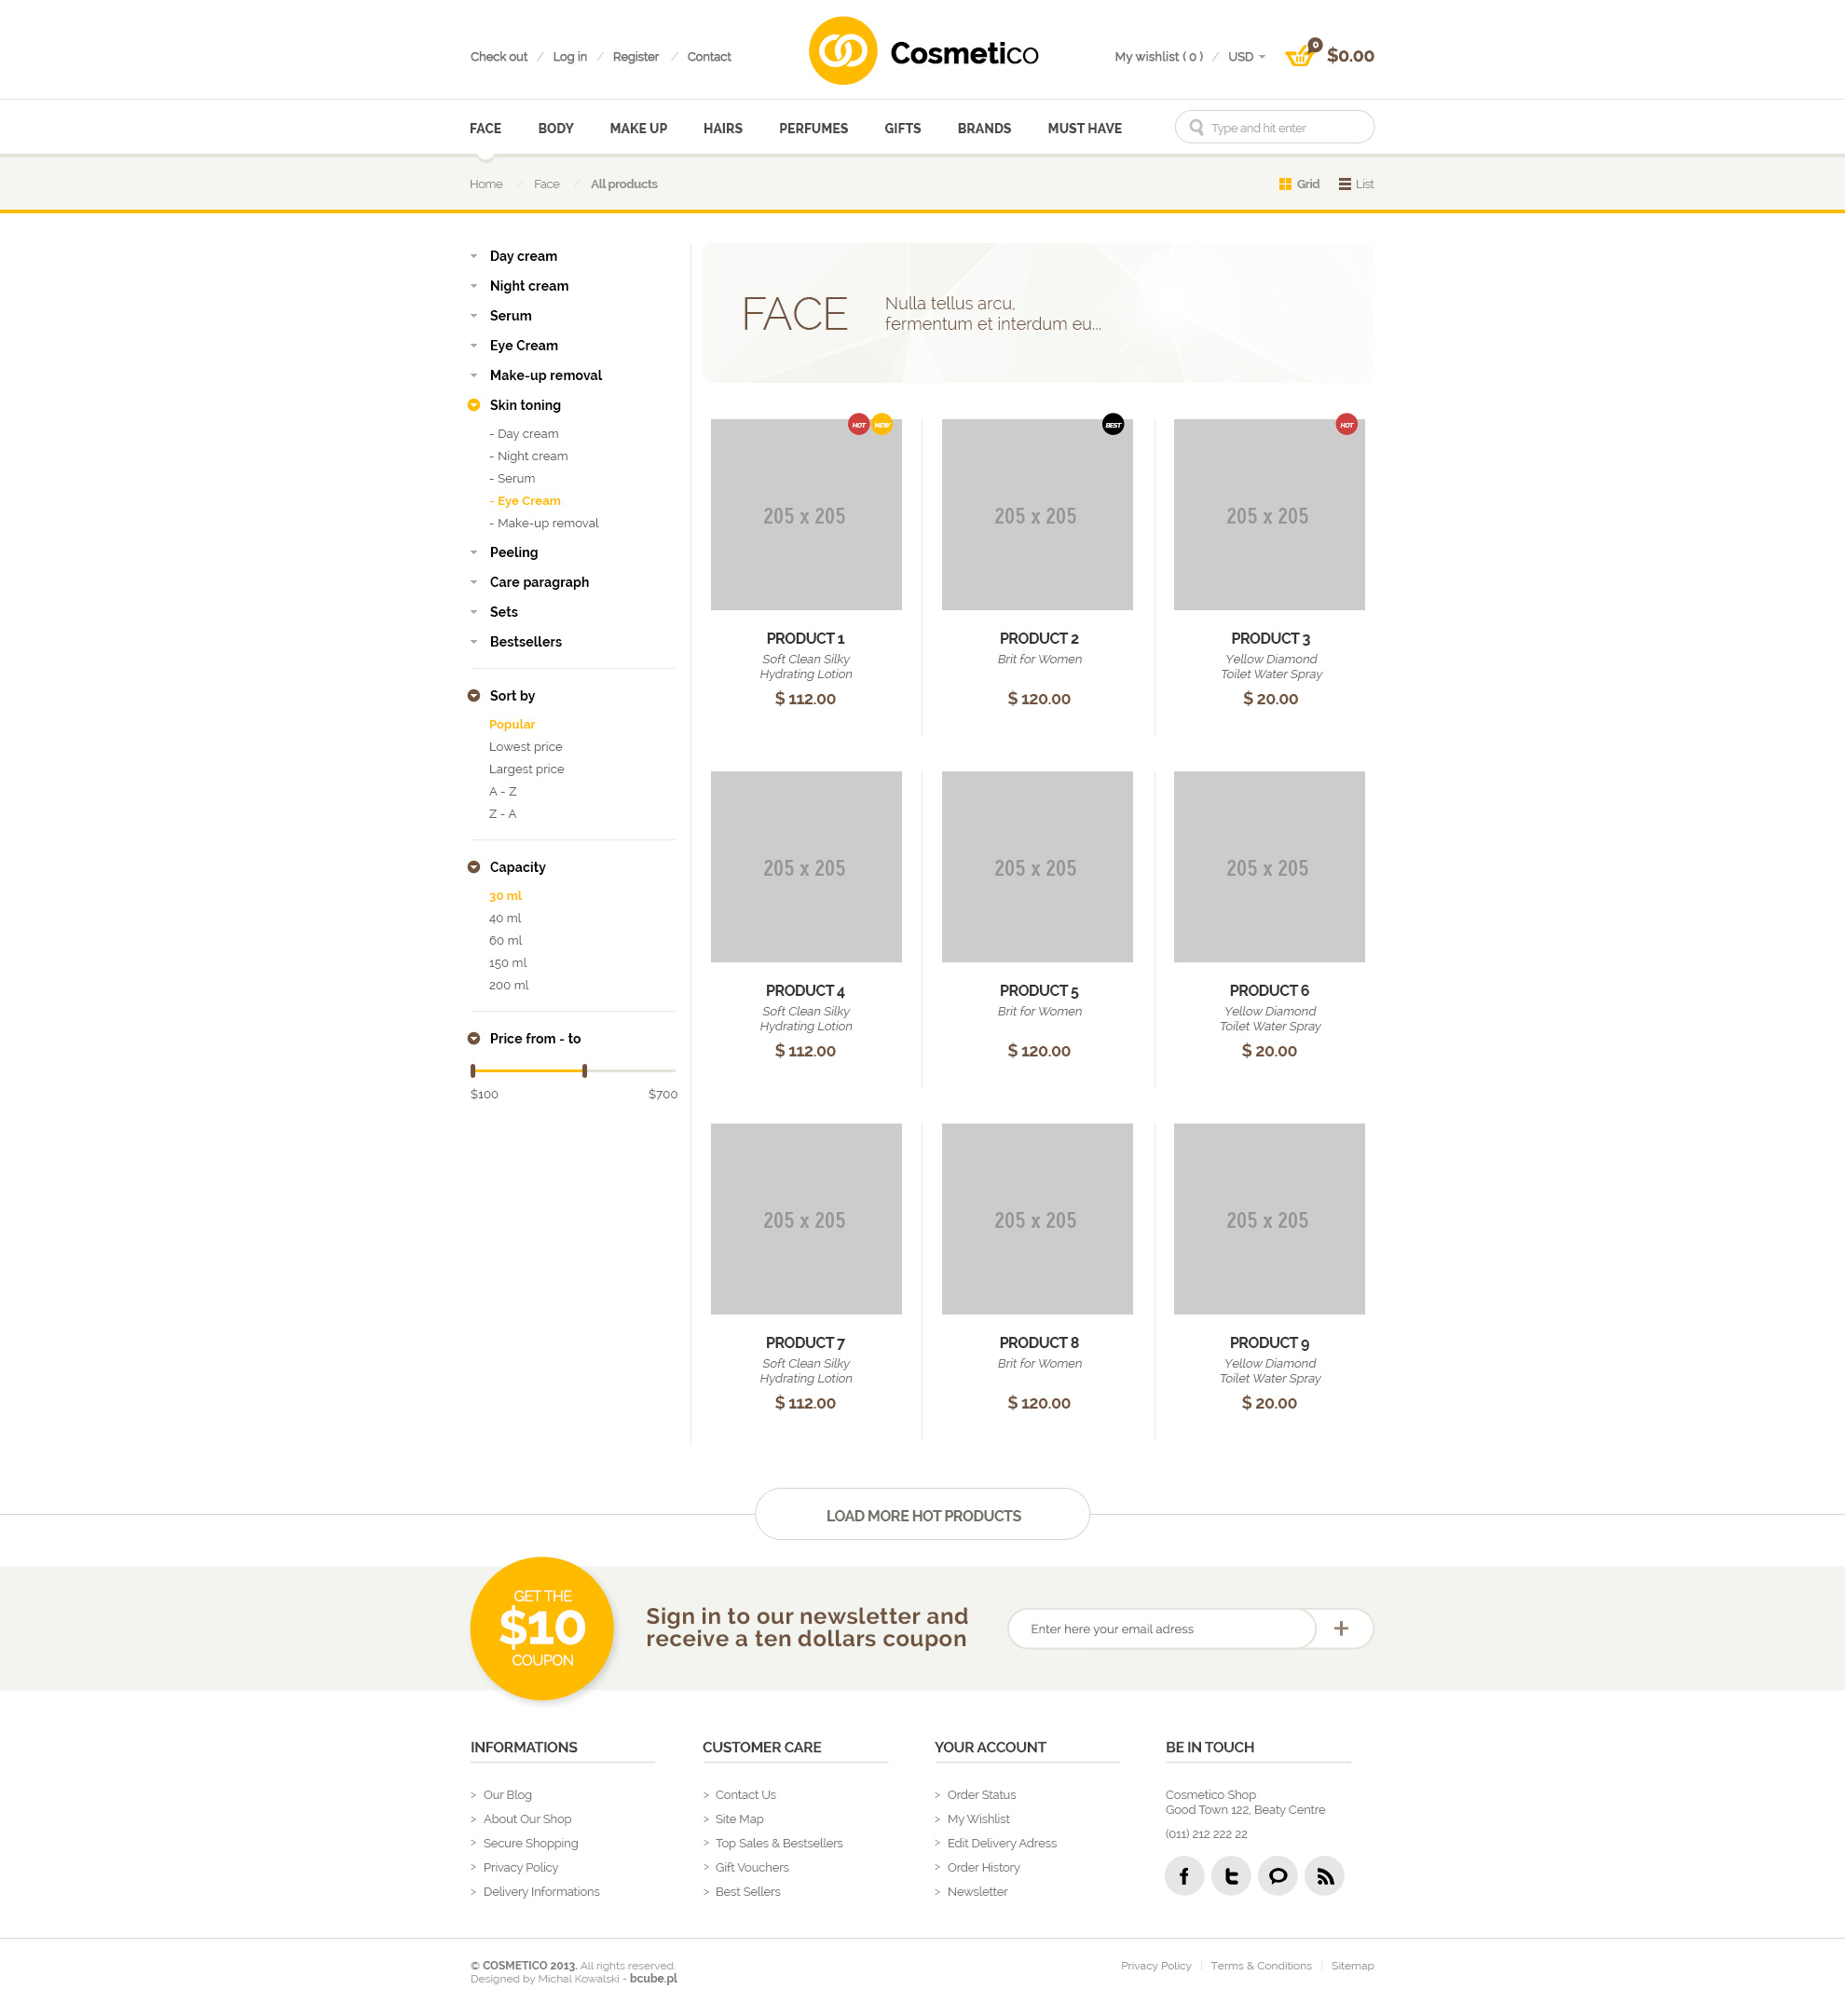 Check out / Log in / Register / Contact
Cosmetico
My wishlist ( 0 ) / USD
0
$0.00
FACE BODY MAKE UP HAIRS PERFUMES GIFTS BRANDS MUST HAVE
Type and hit enter
Home / Face / All products
Grid List
Day cream
Night cream
Serum
Eye Cream
Make-up removal
Skin toning
- Day cream
- Night cream
- Serum
- Eye Cream
- Make-up removal
Peeling
Care paragraph
Sets
Bestsellers
Sort by
Popular
Lowest price
Largest price
A - Z
Z - A
Capacity
30 ml
40 ml
60 ml
150 ml
200 ml
Price from - to
$100 $700
FACE
Nulla tellus arcu,
fermentum et interdum eu...
HOT NEW
BEST
HOT
205 x 205
205 x 205
205 x 205
PRODUCT 1
Soft Clean Silky
Hydrating Lotion
$ 112.00
PRODUCT 2
Brit for Women
$ 120.00
PRODUCT 3
Yellow Diamond
Toilet Water Spray
$ 20.00
205 x 205
205 x 205
205 x 205
PRODUCT 4
Soft Clean Silky
Hydrating Lotion
$ 112.00
PRODUCT 5
Brit for Women
$ 120.00
PRODUCT 6
Yellow Diamond
Toilet Water Spray
$ 20.00
205 x 205
205 x 205
205 x 205
PRODUCT 7
Soft Clean Silky
Hydrating Lotion
$ 112.00
PRODUCT 8
Brit for Women
$ 120.00
PRODUCT 9
Yellow Diamond
Toilet Water Spray
$ 20.00
LOAD MORE HOT PRODUCTS
GET THE
$10
COUPON
Sign in to our newsletter and
receive a ten dollars coupon
Enter here your email adress
+
INFORMATIONS
> Our Blog
> About Our Shop
> Secure Shopping
> Privacy Policy
> Delivery Informations
CUSTOMER CARE
> Contact Us
> Site Map
> Top Sales & Bestsellers
> Gift Vouchers
> Best Sellers
YOUR ACCOUNT
> Order Status
> My Wishlist
> Edit Delivery Adress
> Order History
> Newsletter
BE IN TOUCH
Cosmetico Shop
Good Town 122, Beaty Centre
(011) 212 222 22
© COSMETICO 2013. All rights reserved.
Designed by Michal Kowalski - bcube.pl
Privacy Policy | Terms & Conditions | Sitemap